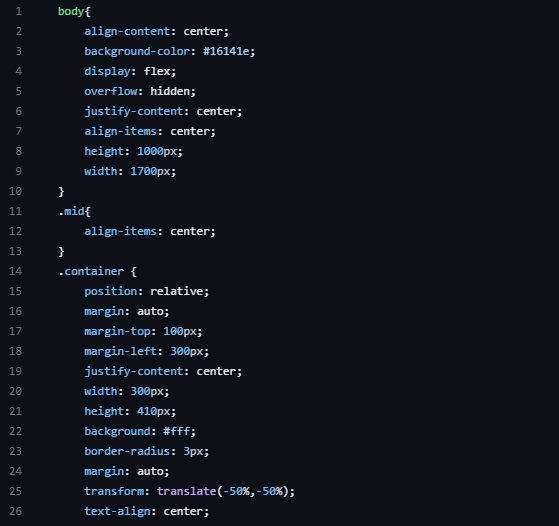 1 body{
2 align-content: center;
3 background-color: #16141e;
4 display: flex;
5 overflow: hidden;
6 justify-content: center;
7 align-items: center;
8 height: 1000px;
9 width: 1700px;
10 }
11 .mid{
12 align-items: center;
13 }
14 .container {
15 position: relative;
16 margin: auto;
17 margin-top: 100px;
18 margin-left: 300px;
19 justify-content: center;
20 width: 300px;
21 height: 410px;
22 background: #fff;
23 border-radius: 3px;
24 margin: auto;
25 transform: translate(-50%,-50%);
26 text-align: center;